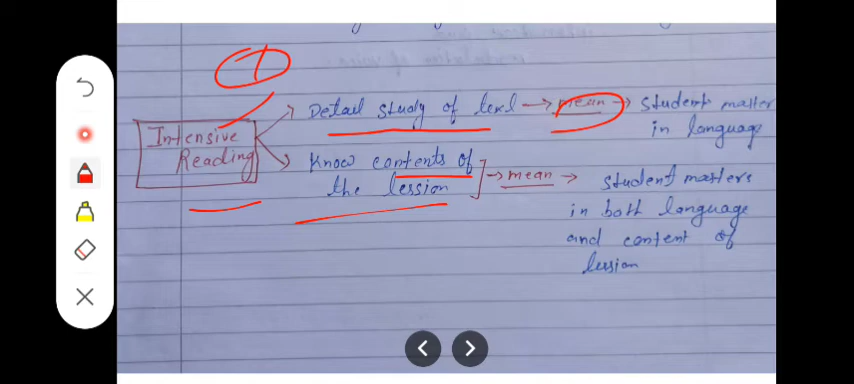 1
Detail study of text → mean → student master
in language
Intensive
Reading
Know contents of
the lession
→ mean → student masters
in both language
and content of
lession